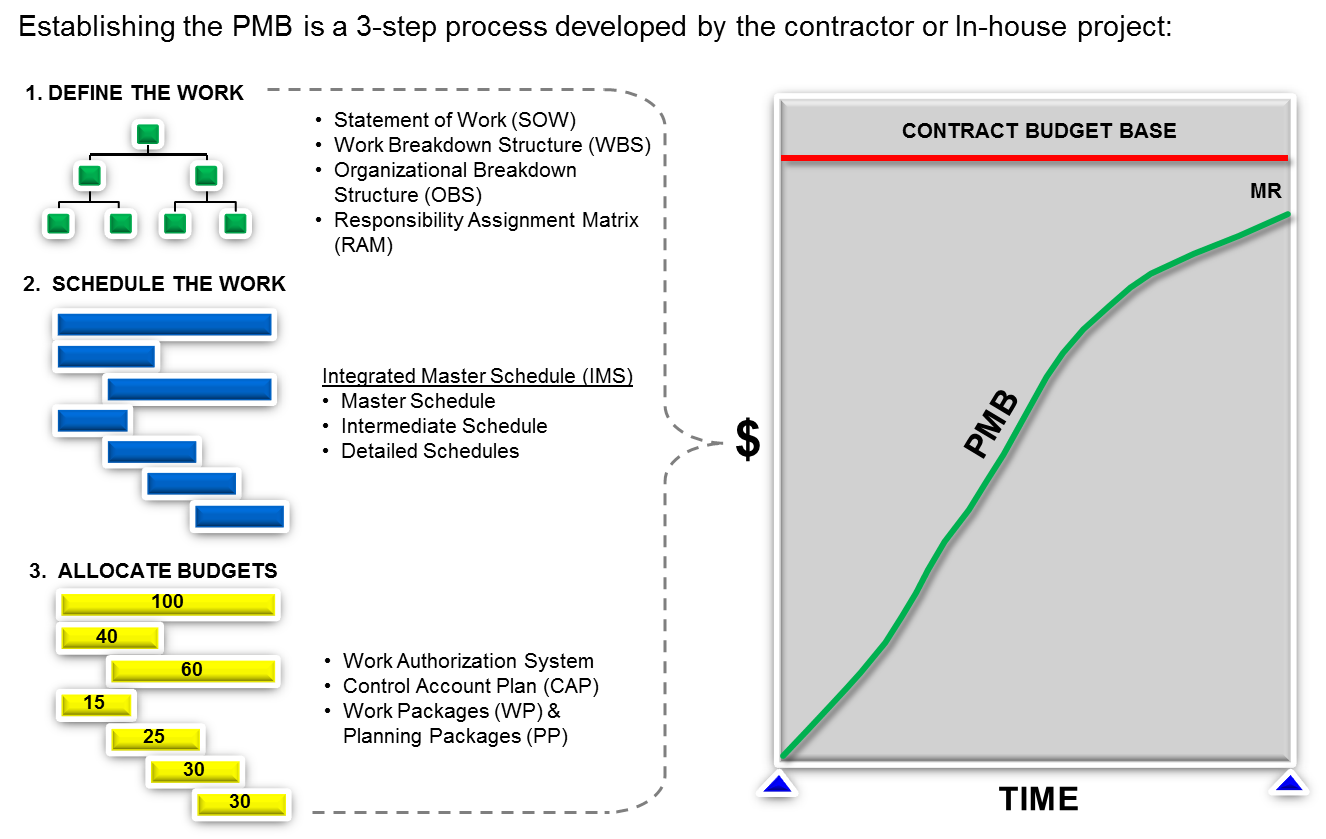 Establishing the PMB is a 3-step process developed by the contractor or In-house project:
1. DEFINE THE WORK
• Statement of Work (SOW)
• Work Breakdown Structure (WBS)
• Organizational Breakdown
Structure (OBS)
• Responsibility Assignment Matrix
(RAM)
2. SCHEDULE THE WORK
Integrated Master Schedule (IMS)
• Master Schedule
• Intermediate Schedule
• Detailed Schedules
3. ALLOCATE BUDGETS
100
40
60
15
25
30
30
• Work Authorization System
• Control Account Plan (CAP)
• Work Packages (WP) &
Planning Packages (PP)
$
CONTRACT BUDGET BASE
MR
PMB
TIME